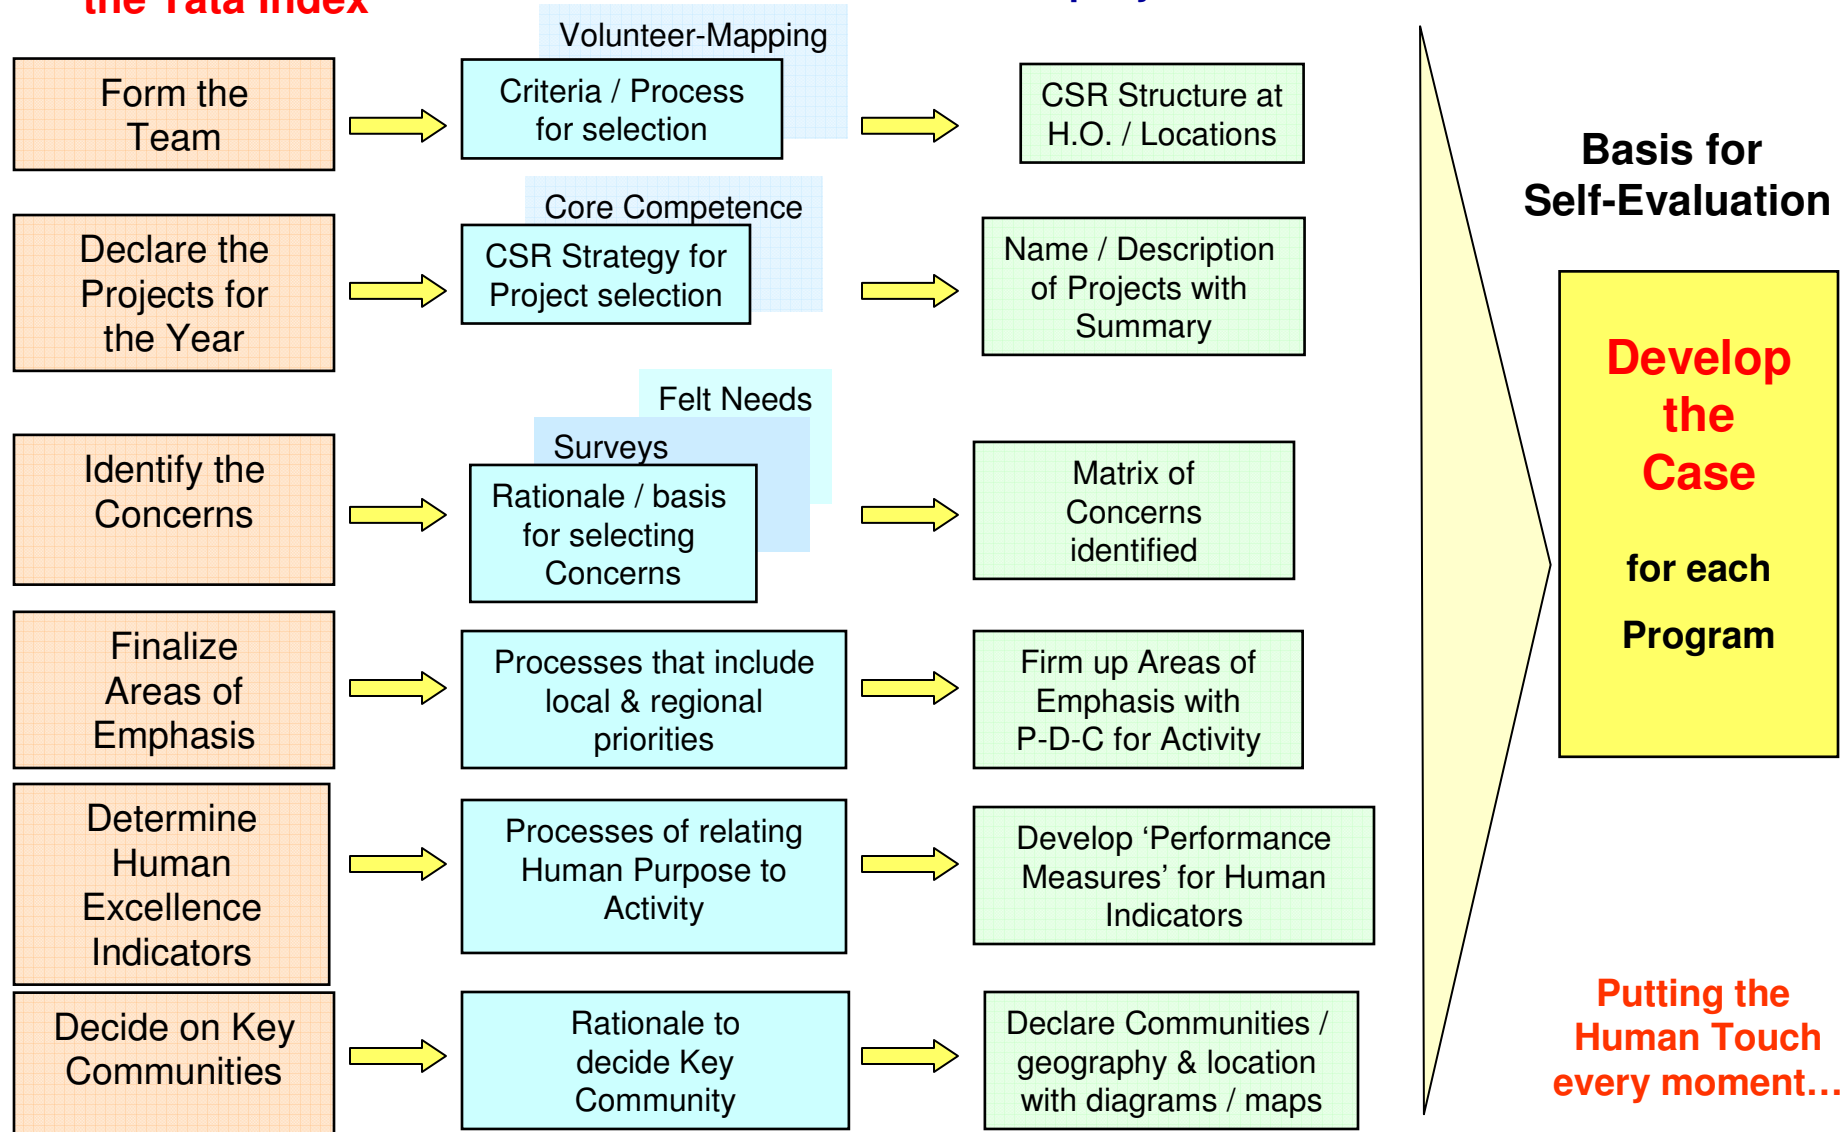 the Tata Index
Volunteer-Mapping
Form the
Team
Criteria / Process
for selection
CSR Structure at
H.O. / Locations
Core Competence
Declare the
Projects for
the Year
CSR Strategy for
Project selection
Name / Description
of Projects with
Summary
Felt Needs
Surveys
Identify the
Concerns
Rationale / basis
for selecting
Concerns
Matrix of
Concerns
identified
Finalize
Areas of
Emphasis
Processes that include
local & regional
priorities
Firm up Areas of
Emphasis with
P-D-C for Activity
Determine
Human
Excellence
Indicators
Processes of relating
Human Purpose to
Activity
Develop ‘Performance
Measures’ for Human
Indicators
Decide on Key
Communities
Rationale to
decide Key
Community
Declare Communities /
geography & location
with diagrams / maps
Basis for
Self-Evaluation
Develop
the
Case
for each
Program
Putting the
Human Touch
every moment…